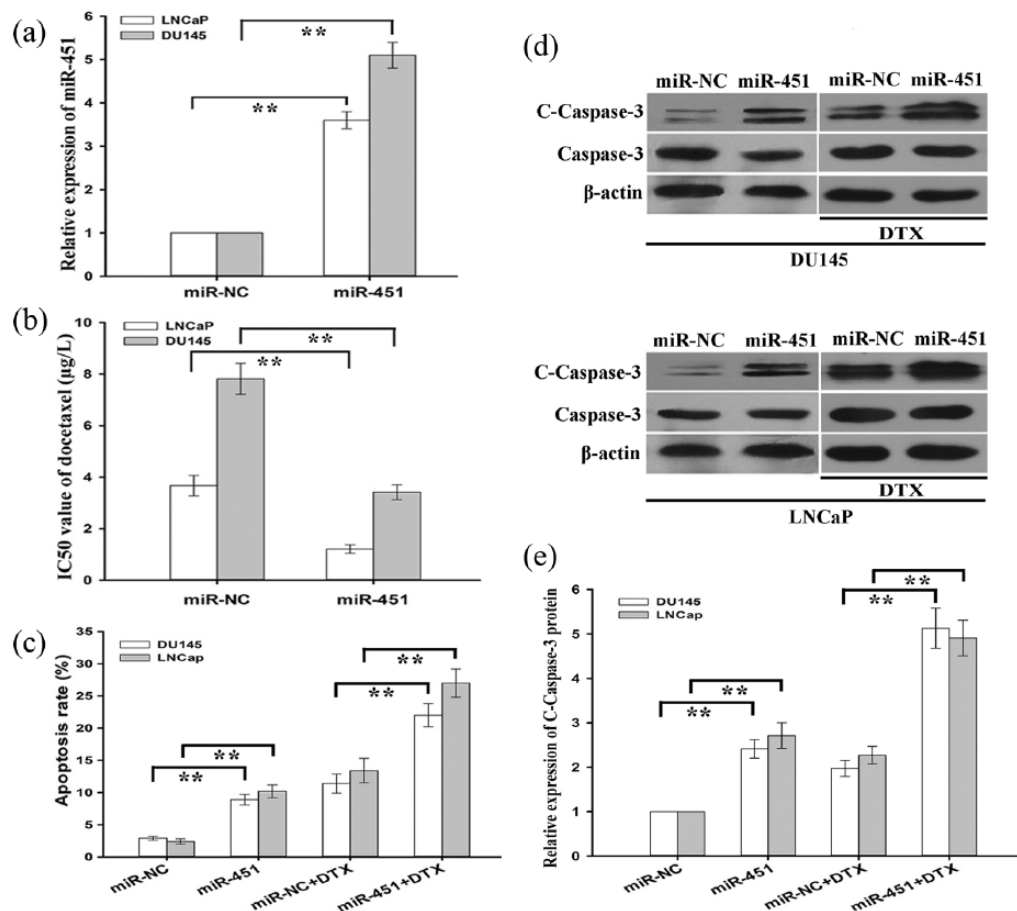 (a)
LNCaP
DU145
Relative expression of miR-451
6
5
4
3
2
1
0
**
**
miR-NC
miR-451
(b)
LNCaP
DU145
IC50 value of docetaxel (µg/L)
10
8
6
4
2
0
**
**
miR-NC
miR-451
(c)
DU145
LNCap
Apoptosis rate (%)
35
30
25
20
15
10
5
0
**
**
**
**
miR-NC
miR-451
miR-NC+DTX
miR-451+DTX
(d)
miR-NC miR-451 miR-NC miR-451
C-Caspase-3
Caspase-3
β-actin
DTX
DU145
miR-NC miR-451 miR-NC miR-451
C-Caspase-3
Caspase-3
β-actin
DTX
LNCaP
(e)
DU145
LNCap
Relative expression of C-Caspase-3 protein
6
5
4
3
2
1
0
**
**
**
**
miR-NC
miR-451
miR-NC+DTX
miR-451+DTX